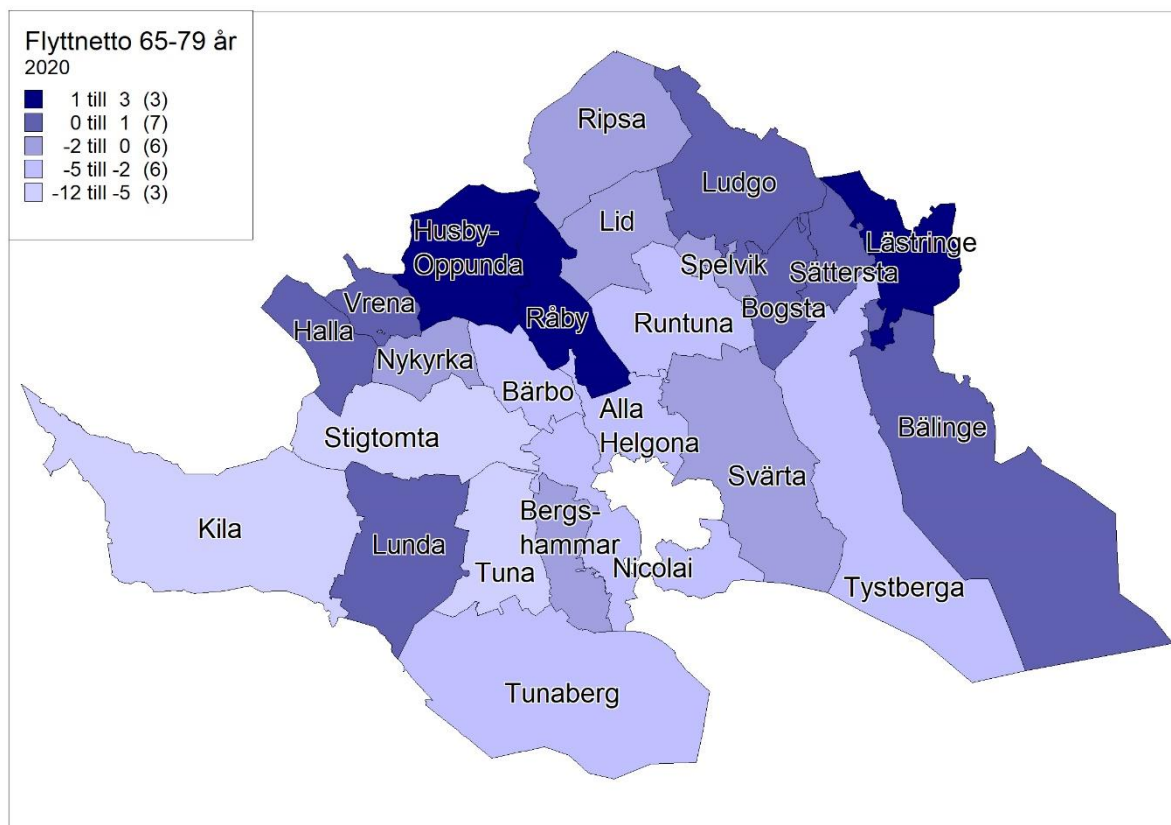 Flyttnetto 65-79 år
2020
1 till 3 (3)
0 till 1 (7)
-2 till 0 (6)
-5 till -2 (6)
-12 till -5 (3)
Ripsa
Ludgo
Lid
Husby-
Oppunda
Lästringe
Spelvik
Sättersta
Vrena
Bogsta
Råby
Runtuna
Halla
Nykyrka
Bärbo
Alla
Helgona
Stigtomta
Bälinge
Svärta
Kila
Lunda
Bergs-
hammar
Tuna
Nicolai
Tystberga
Tunaberg